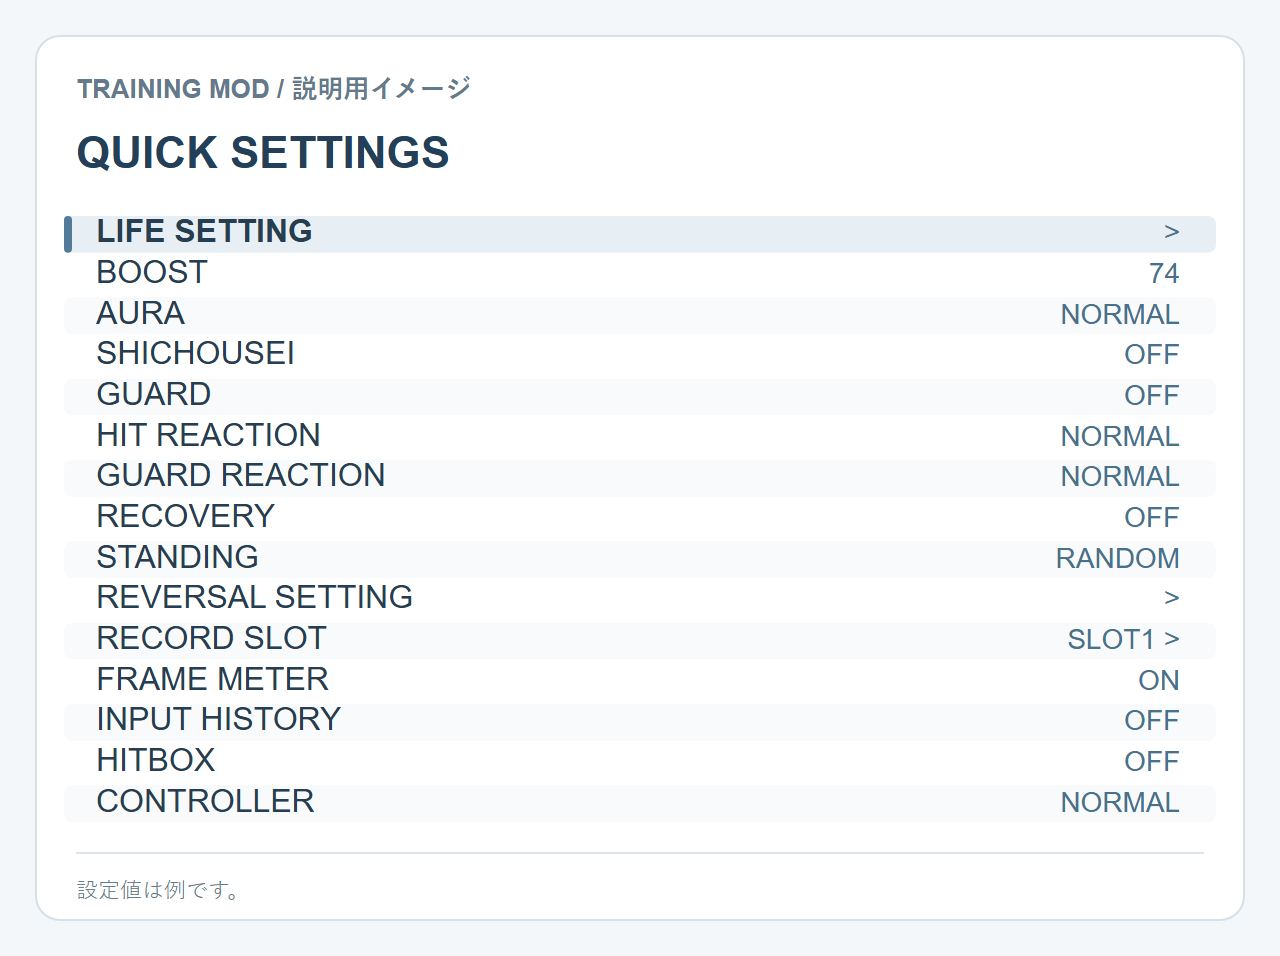 TRAINING MOD / 説明用イメージ
QUICK SETTINGS
LIFE SETTING >
BOOST 74
AURA NORMAL
SHICHOUSEI OFF
GUARD OFF
HIT REACTION NORMAL
GUARD REACTION NORMAL
RECOVERY OFF
STANDING RANDOM
REVERSAL SETTING >
RECORD SLOT SLOT1 >
FRAME METER ON
INPUT HISTORY OFF
HITBOX OFF
CONTROLLER NORMAL
設定値は例です。